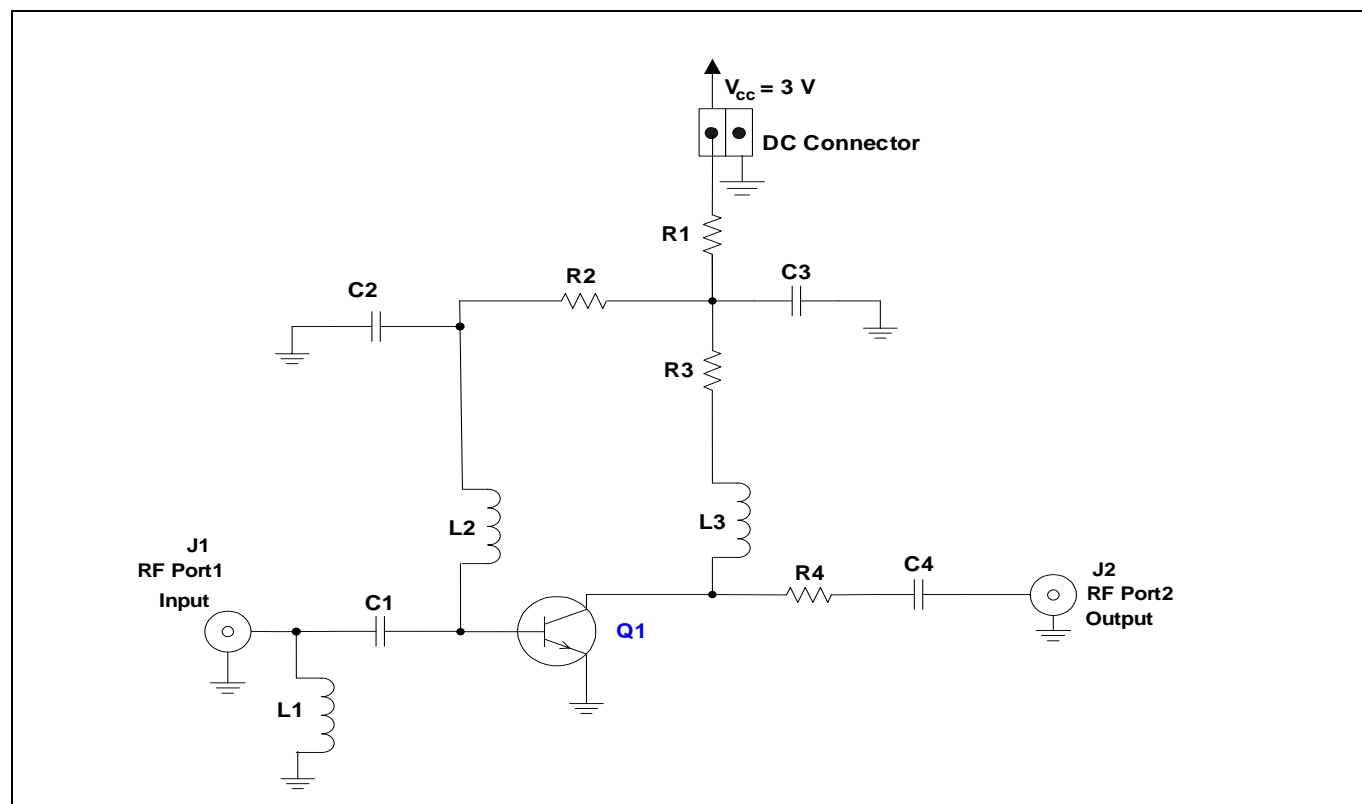 Vcc = 3 V
DC Connector
R1
C3
R2
C2
R3
L2
L3
J1
RF Port1
Input
C1
Q1
R4
C4
J2
RF Port2
Output
L1